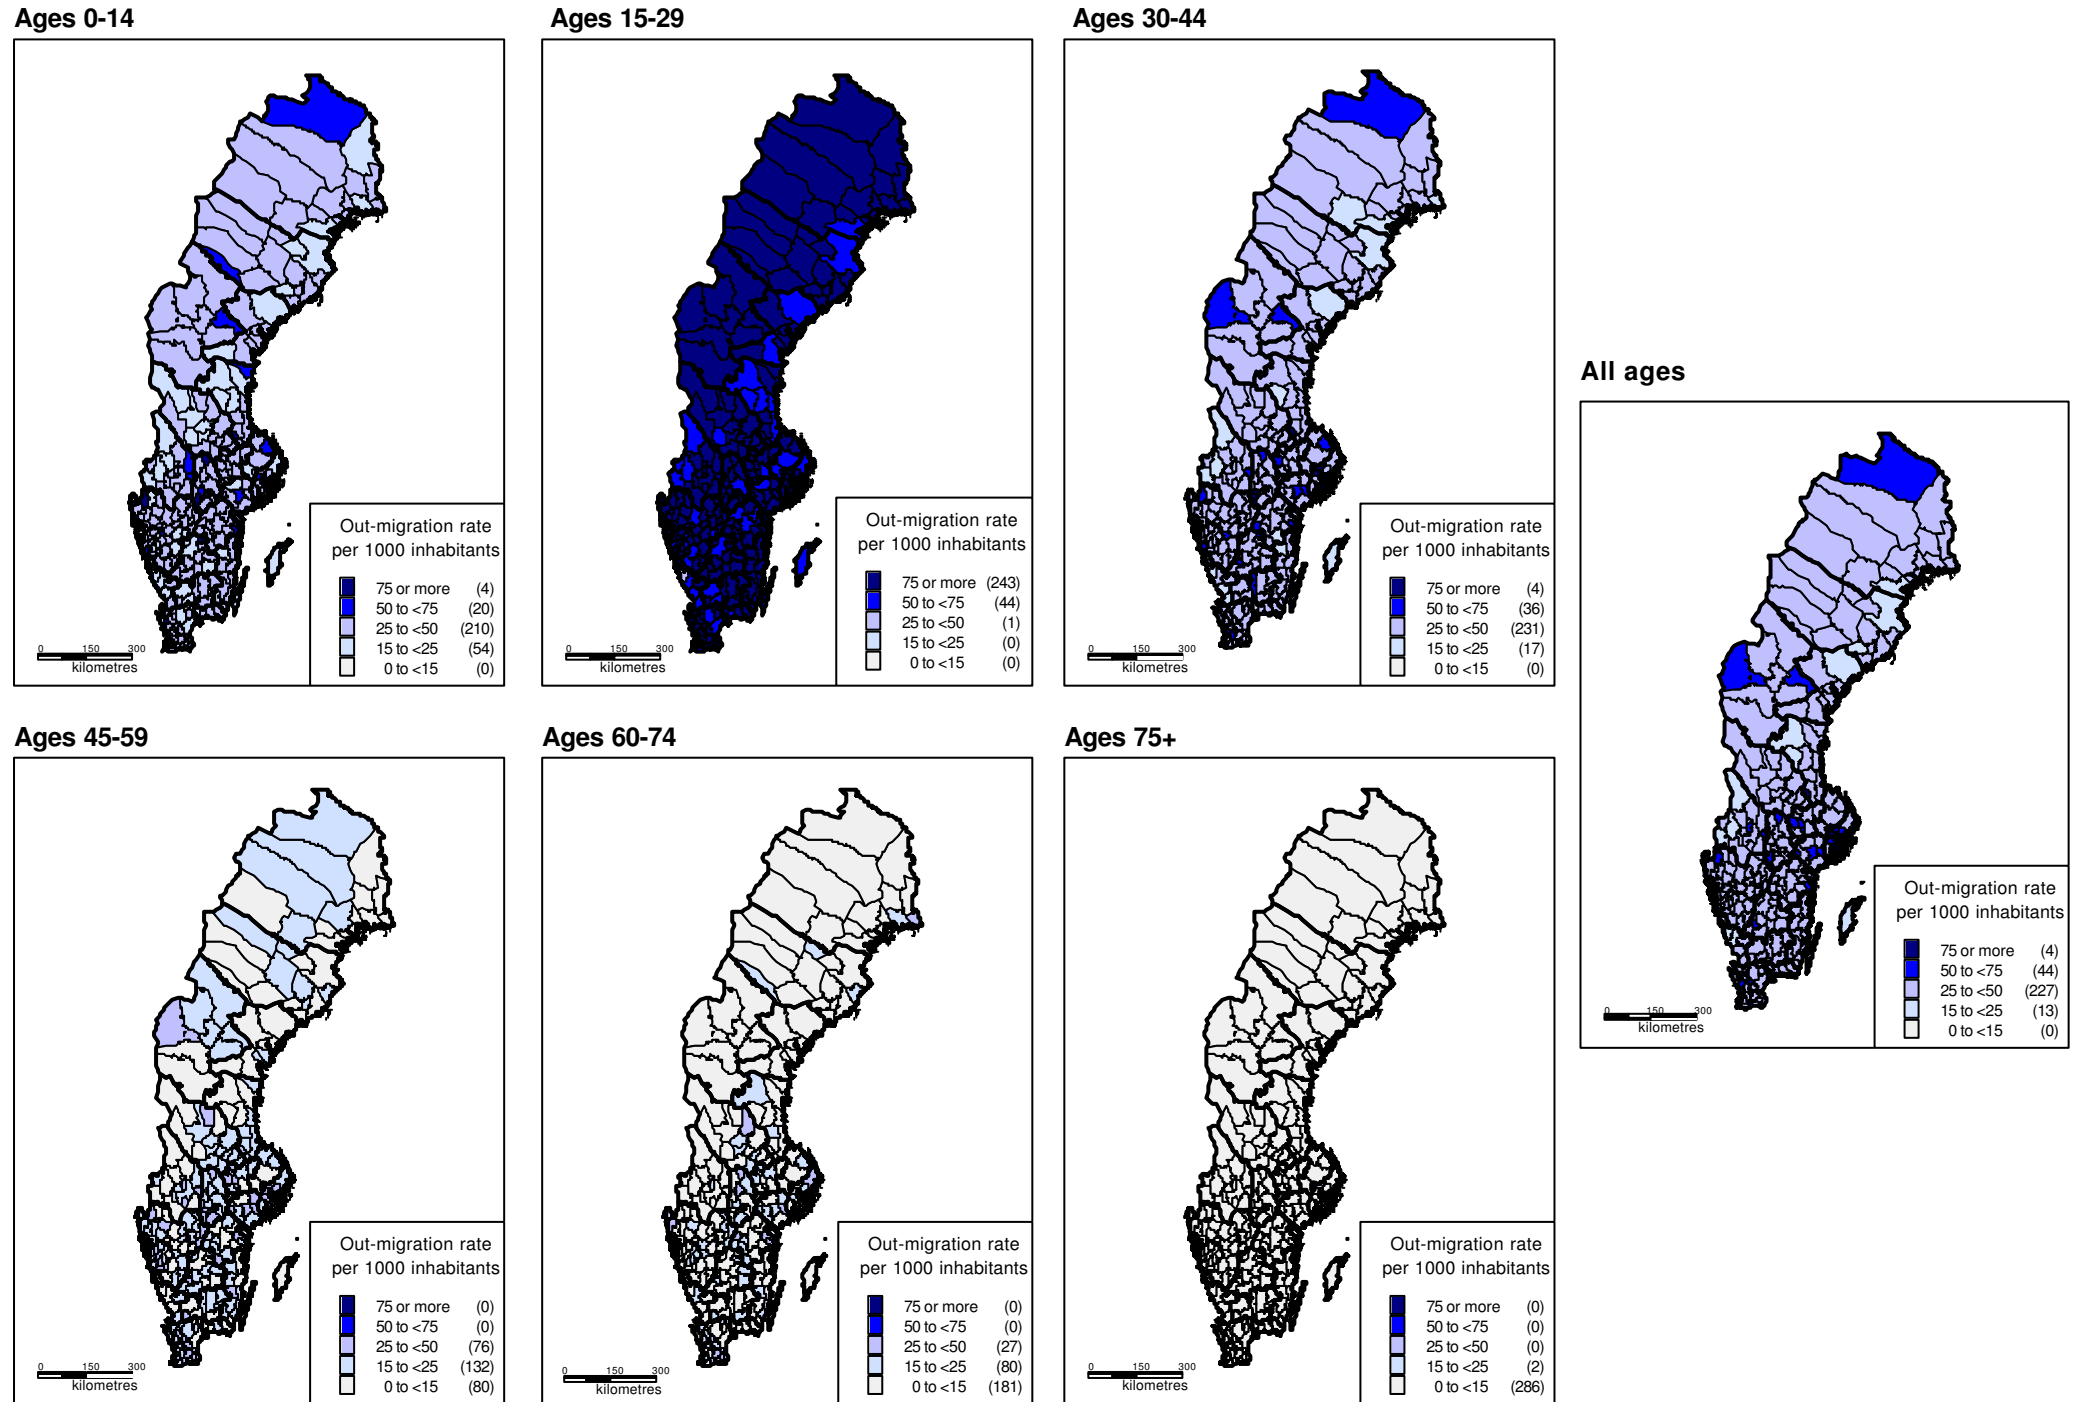 Ages 0-14
Out-migration rate
per 1000 inhabitants
75 or more (4)
50 to <75 (20)
25 to <50 (210)
15 to <25 (54)
0 to <15 (0)
0 150 300
kilometres
Ages 15-29
Out-migration rate
per 1000 inhabitants
75 or more (243)
50 to <75 (44)
25 to <50 (1)
15 to <25 (0)
0 to <15 (0)
0 150 300
kilometres
Ages 30-44
Out-migration rate
per 1000 inhabitants
75 or more (4)
50 to <75 (36)
25 to <50 (231)
15 to <25 (17)
0 to <15 (0)
0 150 300
kilometres
All ages
Out-migration rate
per 1000 inhabitants
75 or more (4)
50 to <75 (44)
25 to <50 (227)
15 to <25 (13)
0 to <15 (0)
0 150 300
kilometres
Ages 45-59
Out-migration rate
per 1000 inhabitants
75 or more (0)
50 to <75 (0)
25 to <50 (76)
15 to <25 (132)
0 to <15 (80)
0 150 300
kilometres
Ages 60-74
Out-migration rate
per 1000 inhabitants
75 or more (0)
50 to <75 (0)
25 to <50 (27)
15 to <25 (80)
0 to <15 (181)
0 150 300
kilometres
Ages 75+
Out-migration rate
per 1000 inhabitants
75 or more (0)
50 to <75 (0)
25 to <50 (0)
15 to <25 (2)
0 to <15 (286)
0 150 300
kilometres